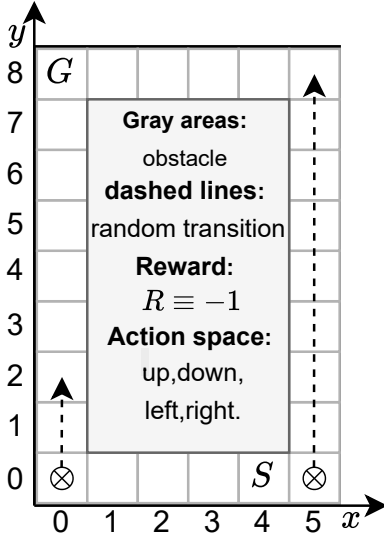 y
8 G
7 Gray areas:
obstacle
6 dashed lines:
5 random transition
4 Reward:
3 R ≡ −1
Action space:
2 up,down,
1 left,right.
0 S
0 1 2 3 4 5 x